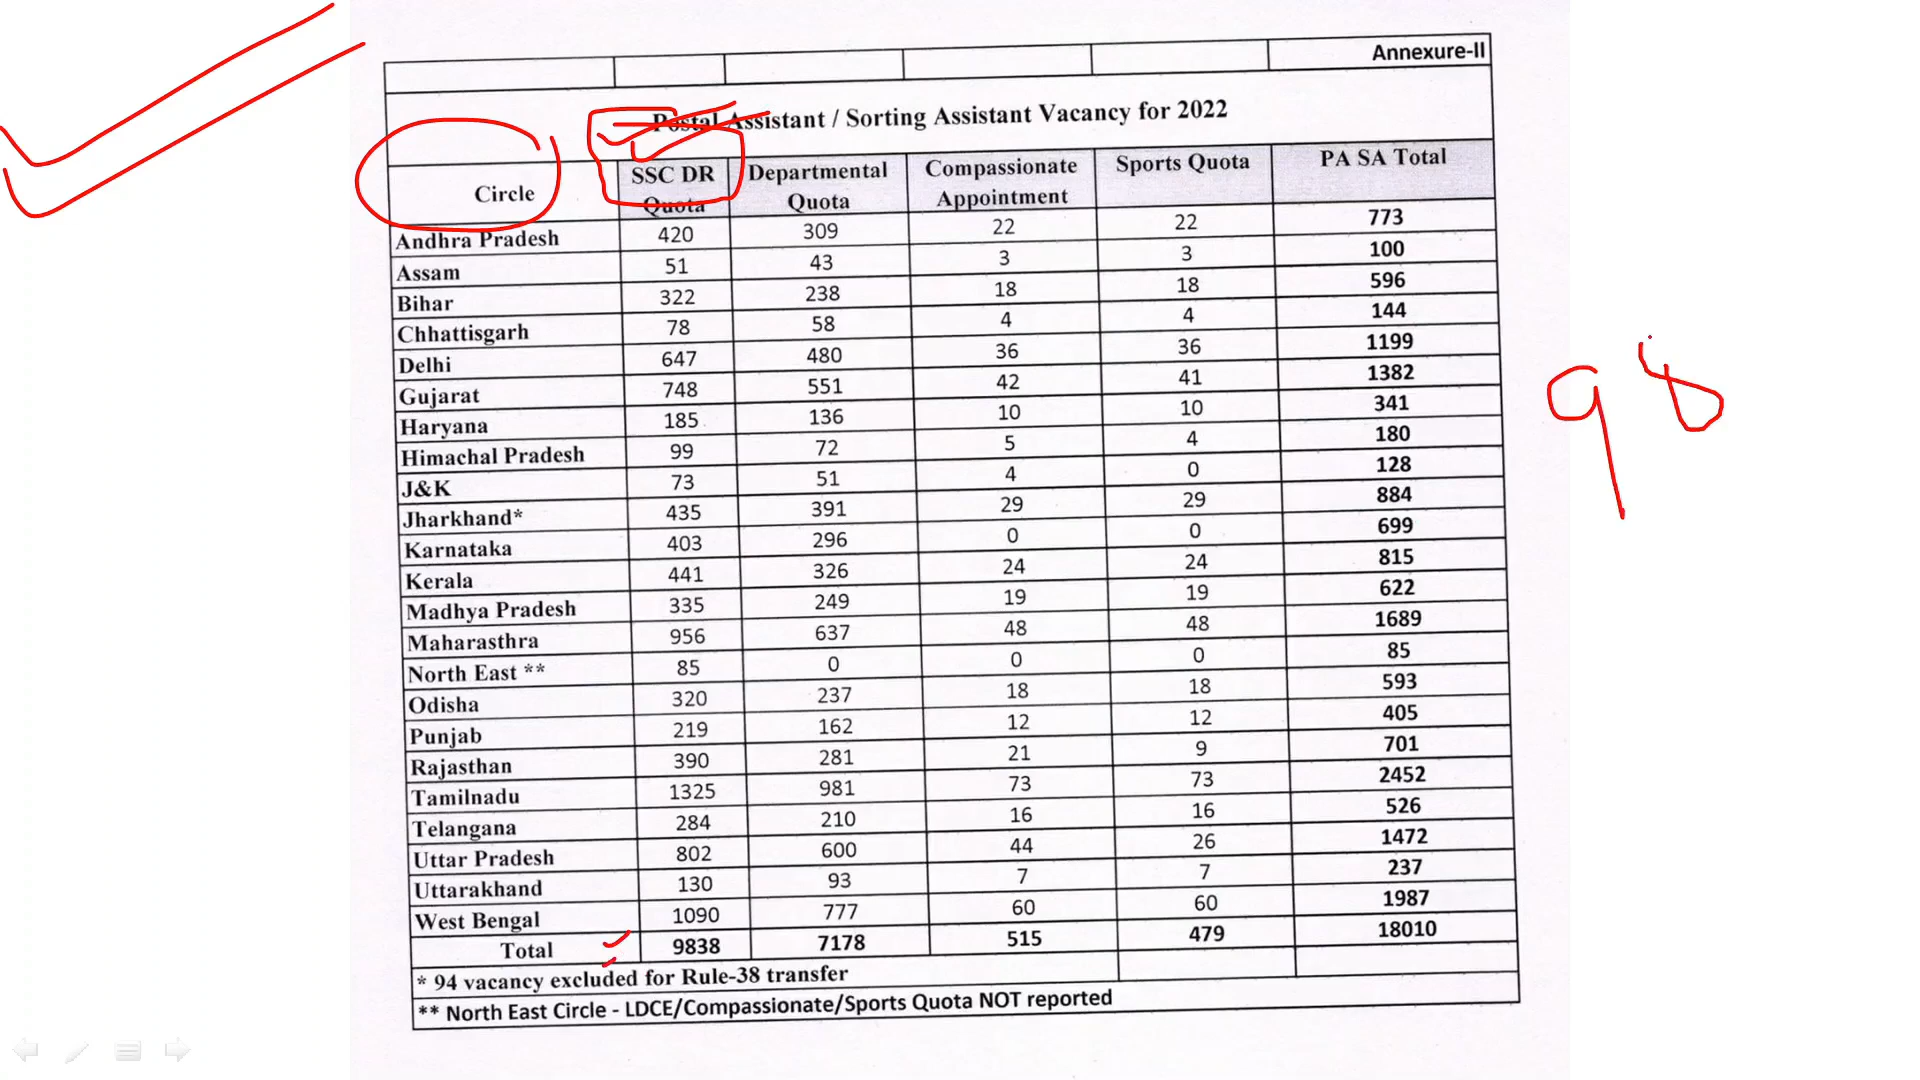 Annexure-II
Postal Assistant / Sorting Assistant Vacancy for 2022
Circle SSC DR Quota Departmental Quota Compassionate Appointment Sports Quota PA SA Total
Andhra Pradesh 420 309 22 22 773
Assam 51 43 3 3 100
Bihar 322 238 18 18 596
Chhattisgarh 78 58 4 4 144
Delhi 647 480 36 36 1199
Gujarat 748 551 42 41 1382
Haryana 185 136 10 10 341
Himachal Pradesh 99 72 5 4 180
J&K 73 51 4 0 128
Jharkhand* 435 391 29 29 884
Karnataka 403 296 0 0 699
Kerala 441 326 24 24 815
Madhya Pradesh 335 249 19 19 622
Maharasthra 956 637 48 48 1689
North East ** 85 0 0 0 85
Odisha 320 237 18 18 593
Punjab 219 162 12 12 405
Rajasthan 390 281 21 9 701
Tamilnadu 1325 981 73 73 2452
Telangana 284 210 16 16 526
Uttar Pradesh 802 600 44 26 1472
Uttarakhand 130 93 7 7 237
West Bengal 1090 777 60 60 1987
Total 9838 7178 515 479 18010
* 94 vacancy excluded for Rule-38 transfer
** North East Circle - LDCE/Compassionate/Sports Quota NOT reported
98